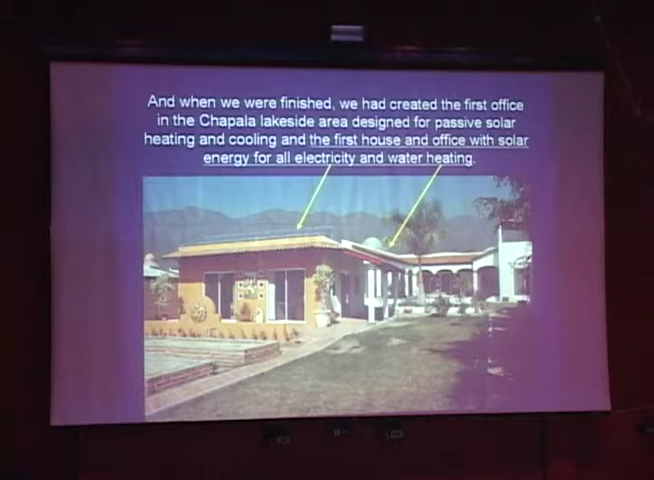 And when we were finished, we had created the first office
in the Chapala lakeside area designed for passive solar
heating and cooling and the first house and office with solar
energy for all electricity and water heating.